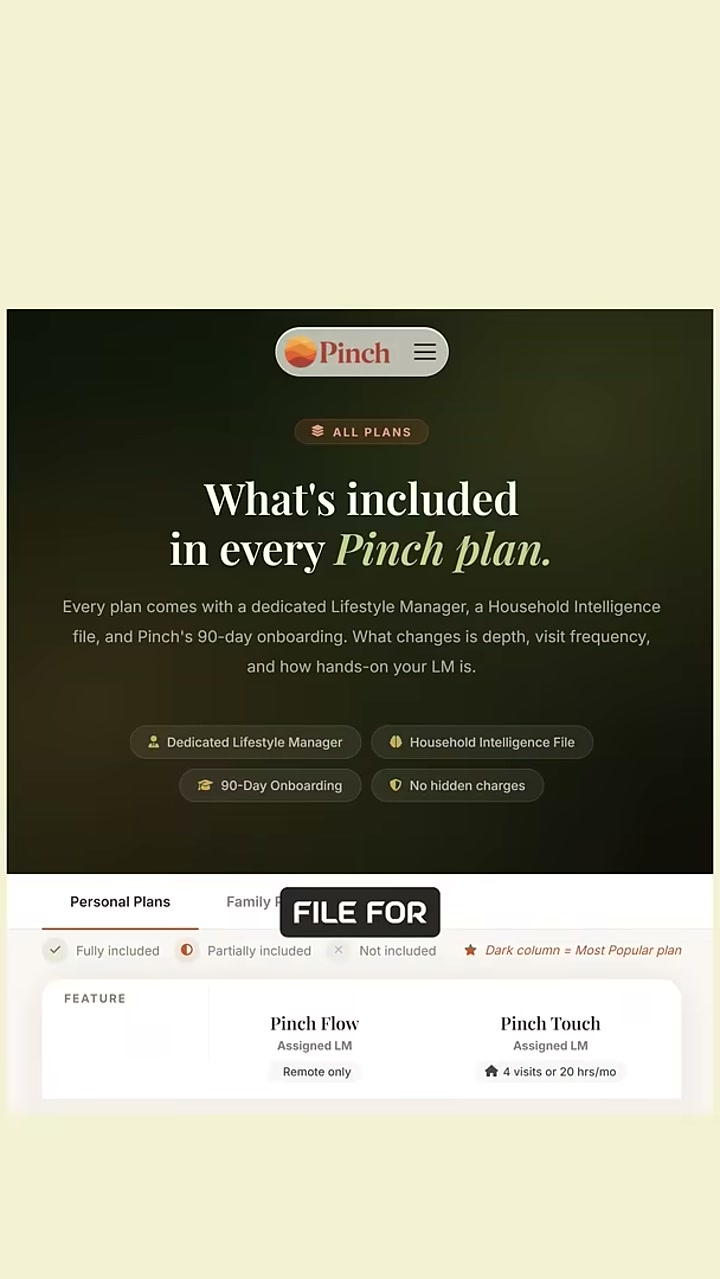 Pinch
ALL PLANS
What's included
in every Pinch plan.
Every plan comes with a dedicated Lifestyle Manager, a Household Intelligence
file, and Pinch's 90-day onboarding. What changes is depth, visit frequency,
and how hands-on your LM is.
Dedicated Lifestyle Manager
Household Intelligence File
90-Day Onboarding
No hidden charges
Personal Plans
Family
FILE FOR
Fully included
Partially included
Not included
Dark column = Most Popular plan
FEATURE
Pinch Flow
Assigned LM
Remote only
Pinch Touch
Assigned LM
4 visits or 20 hrs/mo